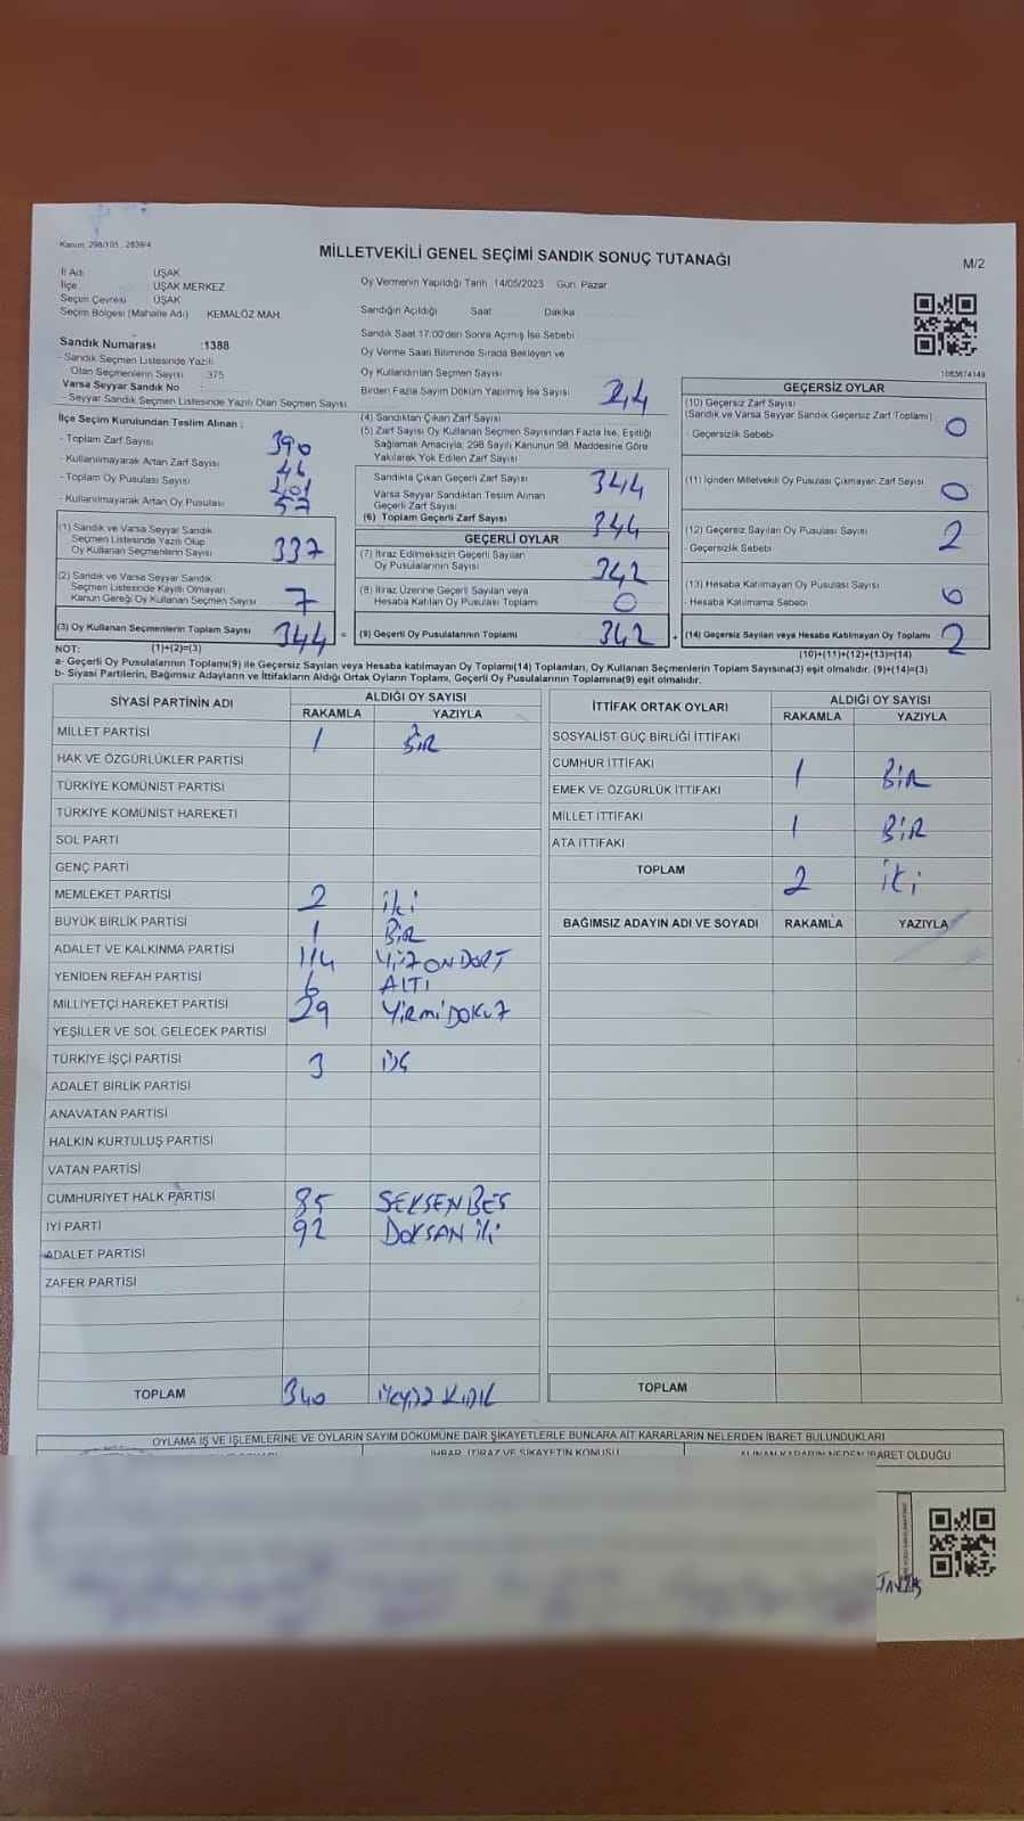 Kanun: 298/105, 2839/4
MİLLETVEKİLİ GENEL SEÇİMİ SANDIK SONUÇ TUTANAĞI
M/2
İl Adı : UŞAK
İlçe : UŞAK MERKEZ
Seçim Çevresi : UŞAK
Seçim Bölgesi (Mahalle Adı) KEMALÖZ MAH.
Oy Vermenin Yapıldığı Tarih 14/05/2023 Gün: Pazar
Sandığın Açıldığı Saat Dakika
Sandık Saat 17:00'den Sonra Açılmış İse Sebebi
Oy Verme Saati Bitiminde Sırada Bekleyen ve
Oy Kullandırılan Seçmen Sayısı
Birden Fazla Sayım Döküm Yapılmış İse Sayısı
Sandık Numarası :1388
- Sandık Seçmen Listesinde Yazılı
Olan Seçmenlerin Sayısı : 375
Varsa Seyyar Sandık No :
- Seyyar Sandık Seçmen Listesinde Yazılı Olan Seçmen Sayısı
1083674149
İlçe Seçim Kurulundan Teslim Alınan :
- Toplam Zarf Sayısı 390
- Kullanılmayarak Artan Zarf Sayısı 46
- Toplam Oy Pusulası Sayısı 401
- Kullanılmayarak Artan Oy Pusulası 57
(1) Sandık ve Varsa Seyyar Sandık
Seçmen Listesinde Yazılı Olup
Oy Kullanan Seçmenlerin Sayısı 337
(2) Sandık ve Varsa Seyyar Sandık
Seçmen Listesinde Kayıtlı Olmayan
Kanun Gereği Oy Kullanan Seçmen Sayısı 7
(3) Oy Kullanan Seçmenlerin Toplam Sayısı 344
(1)+(2)=(3)
(4) Sandıktan Çıkan Zarf Sayısı
(5) Zarf Sayısı Oy Kullanan Seçmen Sayısından Fazla İse, Eşitliği
Sağlamak Amacıyla, 298 Sayılı Kanunun 98. Maddesine Göre
Yakılarak Yok Edilen Zarf Sayısı
Sandıkta Çıkan Geçerli Zarf Sayısı 344
Varsa Seyyar Sandıktan Teslim Alınan
Geçerli Zarf Sayısı
(6) Toplam Geçerli Zarf Sayısı 344
GEÇERLİ OYLAR
(7) İtiraz Edilmeksizin Geçerli Sayılan
Oy Pusulalarının Sayısı 342
(8) İtiraz Üzerine Geçerli Sayılan veya
Hesaba Katılan Oy Pusulası Toplamı 0
= (9) Geçerli Oy Pusulalarının Toplamı 342
GEÇERSİZ OYLAR
(10) Geçersiz Zarf Sayısı
(Sandık ve Varsa Seyyar Sandık Geçersiz Zarf Toplamı) 0
- Geçersizlik Sebebi
(11) İçinden Milletvekili Oy Pusulası Çıkmayan Zarf Sayısı 0
(12) Geçersiz Sayılan Oy Pusulası Sayısı 2
- Geçersizlik Sebebi
(13) Hesaba Katılmayan Oy Pusulası Sayısı 0
- Hesaba Katılmama Sebebi
+ (14) Geçersiz Sayılan veya Hesaba Katılmayan Oy Toplamı 2
(10)+(11)+(12)+(13)=(14)
NOT:
a- Geçerli Oy Pusulalarının Toplamı(9) ile Geçersiz Sayılan veya Hesaba katılmayan Oy Toplamı(14) Toplamları, Oy Kullanan Seçmenlerin Toplam Sayısına(3) eşit olmalıdır. (9)+(14)=(3)
b- Siyasi Partilerin, Bağımsız Adayların ve İttifakların Aldığı Ortak Oyların Toplamı, Geçerli Oy Pusulalarının Toplamına(9) eşit olmalıdır.
SİYASİ PARTİNİN ADI ALDIĞI OY SAYISI
RAKAMLA YAZIYLA
MİLLET PARTİSİ 1 BİR
HAK VE ÖZGÜRLÜKLER PARTİSİ
TÜRKİYE KOMÜNİST PARTİSİ
TÜRKİYE KOMÜNİST HAREKETİ
SOL PARTİ
GENÇ PARTİ
MEMLEKET PARTİSİ 2 iki
BÜYÜK BİRLİK PARTİSİ 1 BİR
ADALET VE KALKINMA PARTİSİ 114 YÜZONDÖRT
YENİDEN REFAH PARTİSİ 6 ALTI
MİLLİYETÇİ HAREKET PARTİSİ 29 YİRMİDOKUZ
YEŞİLLER VE SOL GELECEK PARTİSİ
TÜRKİYE İŞÇİ PARTİSİ 3 ÜÇ
ADALET BİRLİK PARTİSİ
ANAVATAN PARTİSİ
HALKIN KURTULUŞ PARTİSİ
VATAN PARTİSİ
CUMHURİYET HALK PARTİSİ 85 SEKSENBEŞ
İYİ PARTİ 92 DOKSAN İKİ
ADALET PARTİSİ
ZAFER PARTİSİ
TOPLAM 340
İTTİFAK ORTAK OYLARI ALDIĞI OY SAYISI
RAKAMLA YAZIYLA
SOSYALİST GÜÇ BİRLİĞİ İTTİFAKI
CUMHUR İTTİFAKI 1 BİR
EMEK VE ÖZGÜRLÜK İTTİFAKI
MİLLET İTTİFAKI 1 BİR
ATA İTTİFAKI
TOPLAM 2 iki
BAĞIMSIZ ADAYIN ADI VE SOYADI RAKAMLA YAZIYLA
TOPLAM
OYLAMA İŞ VE İŞLEMLERİNE VE OYLARIN SAYIM DÖKÜMÜNE DAİR ŞİKAYETLERLE BUNLARA AİT KARARLARIN NELERDEN İBARET BULUNDUKLARI
İHBAR, İTİRAZ VE ŞİKAYETİN KONUSU ALINAN KARARIN NEDEN İBARET OLDUĞU